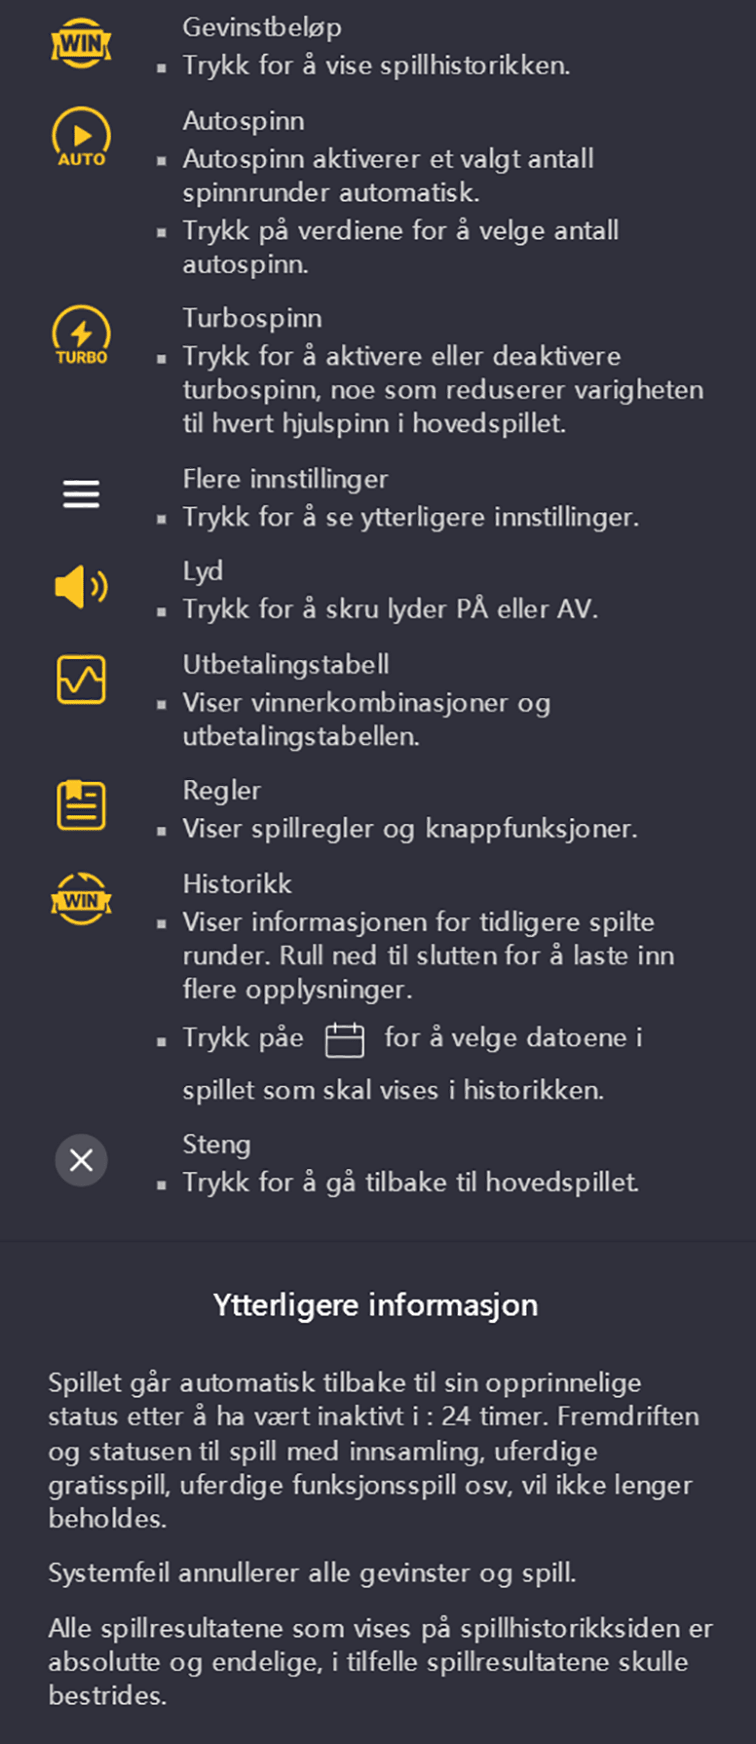 WIN
Gevinstbeløp
▪ Trykk for å vise spillhistorikken.
AUTO
Autospinn
▪ Autospinn aktiverer et valgt antall
spinnrunder automatisk.
▪ Trykk på verdiene for å velge antall
autospinn.
TURBO
Turbospinn
▪ Trykk for å aktivere eller deaktivere
turbospinn, noe som reduserer varigheten
til hvert hjulspinn i hovedspillet.
Flere innstillinger
▪ Trykk for å se ytterligere innstillinger.
Lyd
▪ Trykk for å skru lyder PÅ eller AV.
Utbetalingstabell
▪ Viser vinnerkombinasjoner og
utbetalingstabellen.
Regler
▪ Viser spillregler og knappfunksjoner.
WIN
Historikk
▪ Viser informasjonen for tidligere spilte
runder. Rull ned til slutten for å laste inn
flere opplysninger.
▪ Trykk påe for å velge datoene i
spillet som skal vises i historikken.
Steng
▪ Trykk for å gå tilbake til hovedspillet.
Ytterligere informasjon
Spillet går automatisk tilbake til sin opprinnelige
status etter å ha vært inaktivt i : 24 timer. Fremdriften
og statusen til spill med innsamling, uferdige
gratisspill, uferdige funksjonsspill osv, vil ikke lenger
beholdes.
Systemfeil annullerer alle gevinster og spill.
Alle spillresultatene som vises på spillhistorikksiden er
absolutte og endelige, i tilfelle spillresultatene skulle
bestrides.